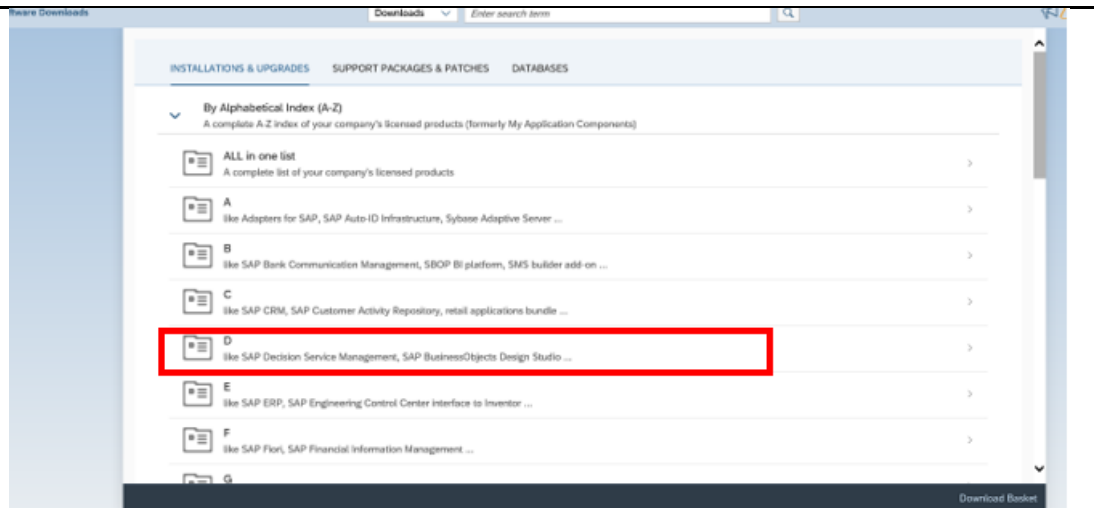 ware Downloads
Downloads Enter search term
INSTALLATIONS & UPGRADES SUPPORT PACKAGES & PATCHES DATABASES
By Alphabetical Index (A-Z)
A complete A-Z index of your company's licensed products (formerly My Application Components)
ALL in one list
A complete list of your company's licensed products
A
like Adapters for SAP, SAP Auto-ID Infrastructure, Sybase Adaptive Server ...
B
like SAP Bank Communication Management, SBOP BI platform, SMS builder add-on ...
C
like SAP CRM, SAP Customer Activity Repository, retail applications bundle ...
D
like SAP Decision Service Management, SAP BusinessObjects Design Studio ...
E
like SAP ERP, SAP Engineering Control Center interface to Inventor ...
F
like SAP Fiori, SAP Financial Information Management ...
G
Download Basket